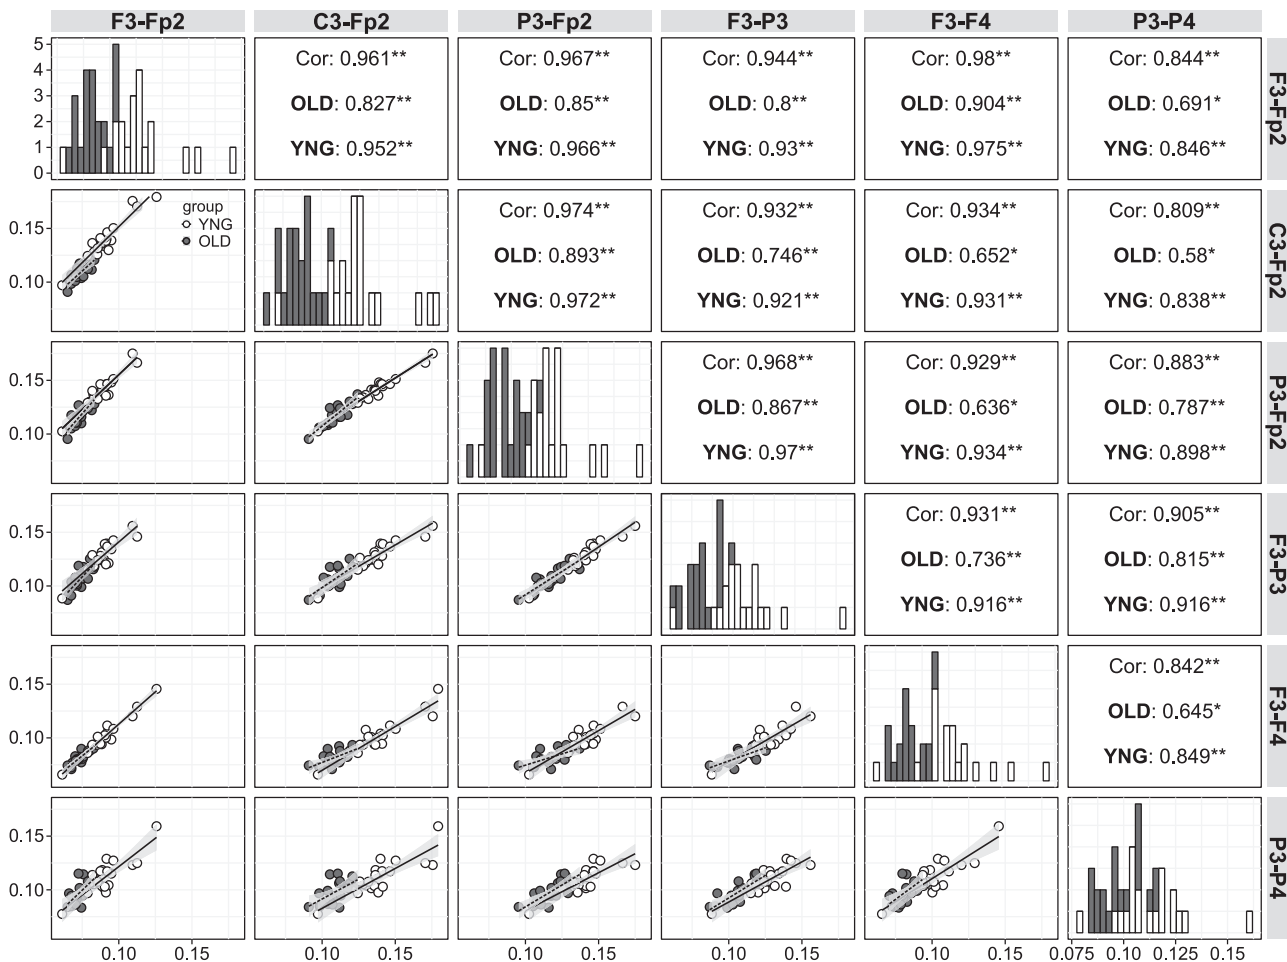 F3-Fp2 C3-Fp2 P3-Fp2 F3-P3 F3-F4 P3-P4
5
4
3
2
1
0
Cor: 0.961** Cor: 0.967** Cor: 0.944** Cor: 0.98** Cor: 0.844**
OLD: 0.827** OLD: 0.85** OLD: 0.8** OLD: 0.904** OLD: 0.691*
YNG: 0.952** YNG: 0.966** YNG: 0.93** YNG: 0.975** YNG: 0.846**
F3-Fp2
0.15
0.10
group
YNG
OLD
Cor: 0.974** Cor: 0.932** Cor: 0.934** Cor: 0.809**
OLD: 0.893** OLD: 0.746** OLD: 0.652* OLD: 0.58*
YNG: 0.972** YNG: 0.921** YNG: 0.931** YNG: 0.838**
C3-Fp2
0.15
0.10
Cor: 0.968** Cor: 0.929** Cor: 0.883**
OLD: 0.867** OLD: 0.636* OLD: 0.787**
YNG: 0.97** YNG: 0.934** YNG: 0.898**
P3-Fp2
0.15
0.10
Cor: 0.931** Cor: 0.905**
OLD: 0.736** OLD: 0.815**
YNG: 0.916** YNG: 0.916**
F3-P3
0.15
0.10
Cor: 0.842**
OLD: 0.645*
YNG: 0.849**
F3-F4
0.15
0.10
P3-P4
0.10 0.15 0.10 0.15 0.10 0.15 0.10 0.15 0.10 0.15 0.075 0.100 0.125 0.15